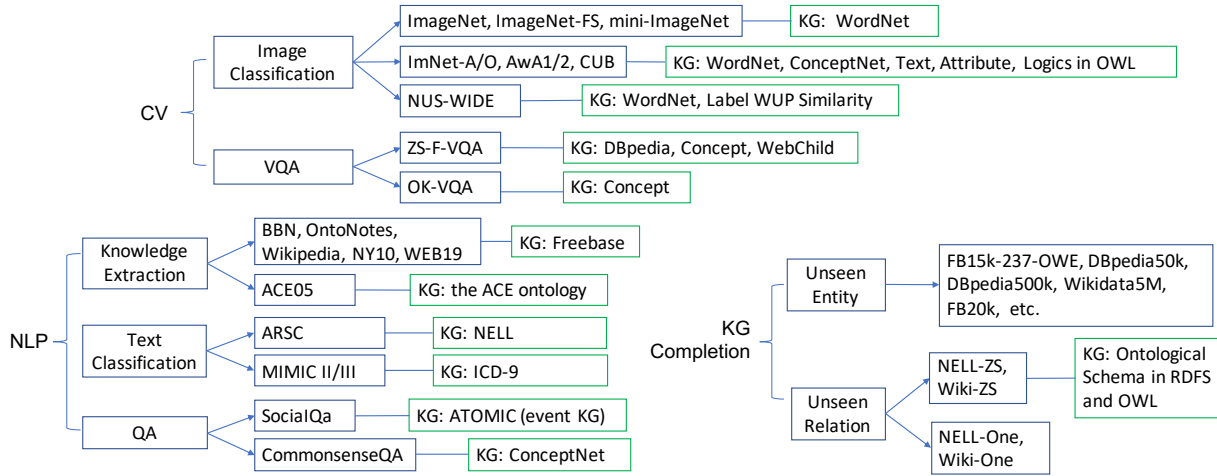 CV
Image
Classification
ImageNet, ImageNet-FS, mini-ImageNet
KG: WordNet
ImNet-A/O, AwA1/2, CUB
KG: WordNet, ConceptNet, Text, Attribute, Logics in OWL
NUS-WIDE
KG: WordNet, Label WUP Similarity
VQA
ZS-F-VQA
KG: DBpedia, Concept, WebChild
OK-VQA
KG: Concept
NLP
Knowledge
Extraction
BBN, OntoNotes,
Wikipedia, NY10, WEB19
KG: Freebase
ACE05
KG: the ACE ontology
Text
Classification
ARSC
KG: NELL
MIMIC II/III
KG: ICD-9
QA
SocialIQa
KG: ATOMIC (event KG)
CommonsenseQA
KG: ConceptNet
KG
Completion
Unseen
Entity
FB15k-237-OWE, DBpedia50k,
DBpedia500k, Wikidata5M,
FB20k, etc.
Unseen
Relation
NELL-ZS,
Wiki-ZS
KG: Ontological
Schema in RDFS
and OWL
NELL-One,
Wiki-One